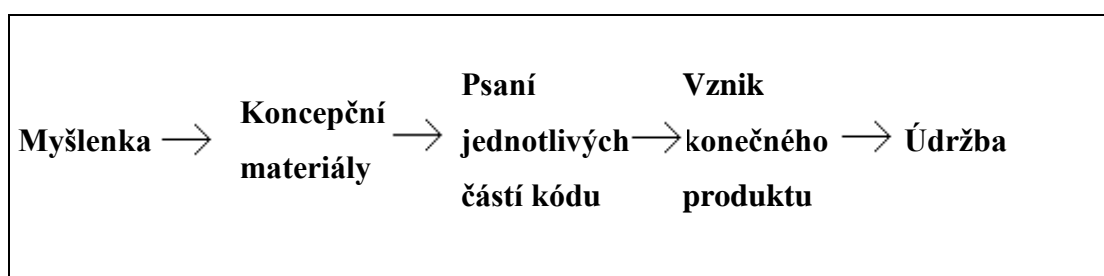 Myšlenka
Koncepční
materiály
Psaní
jednotlivých
částí kódu
Vznik
konečného
produktu
Údržba